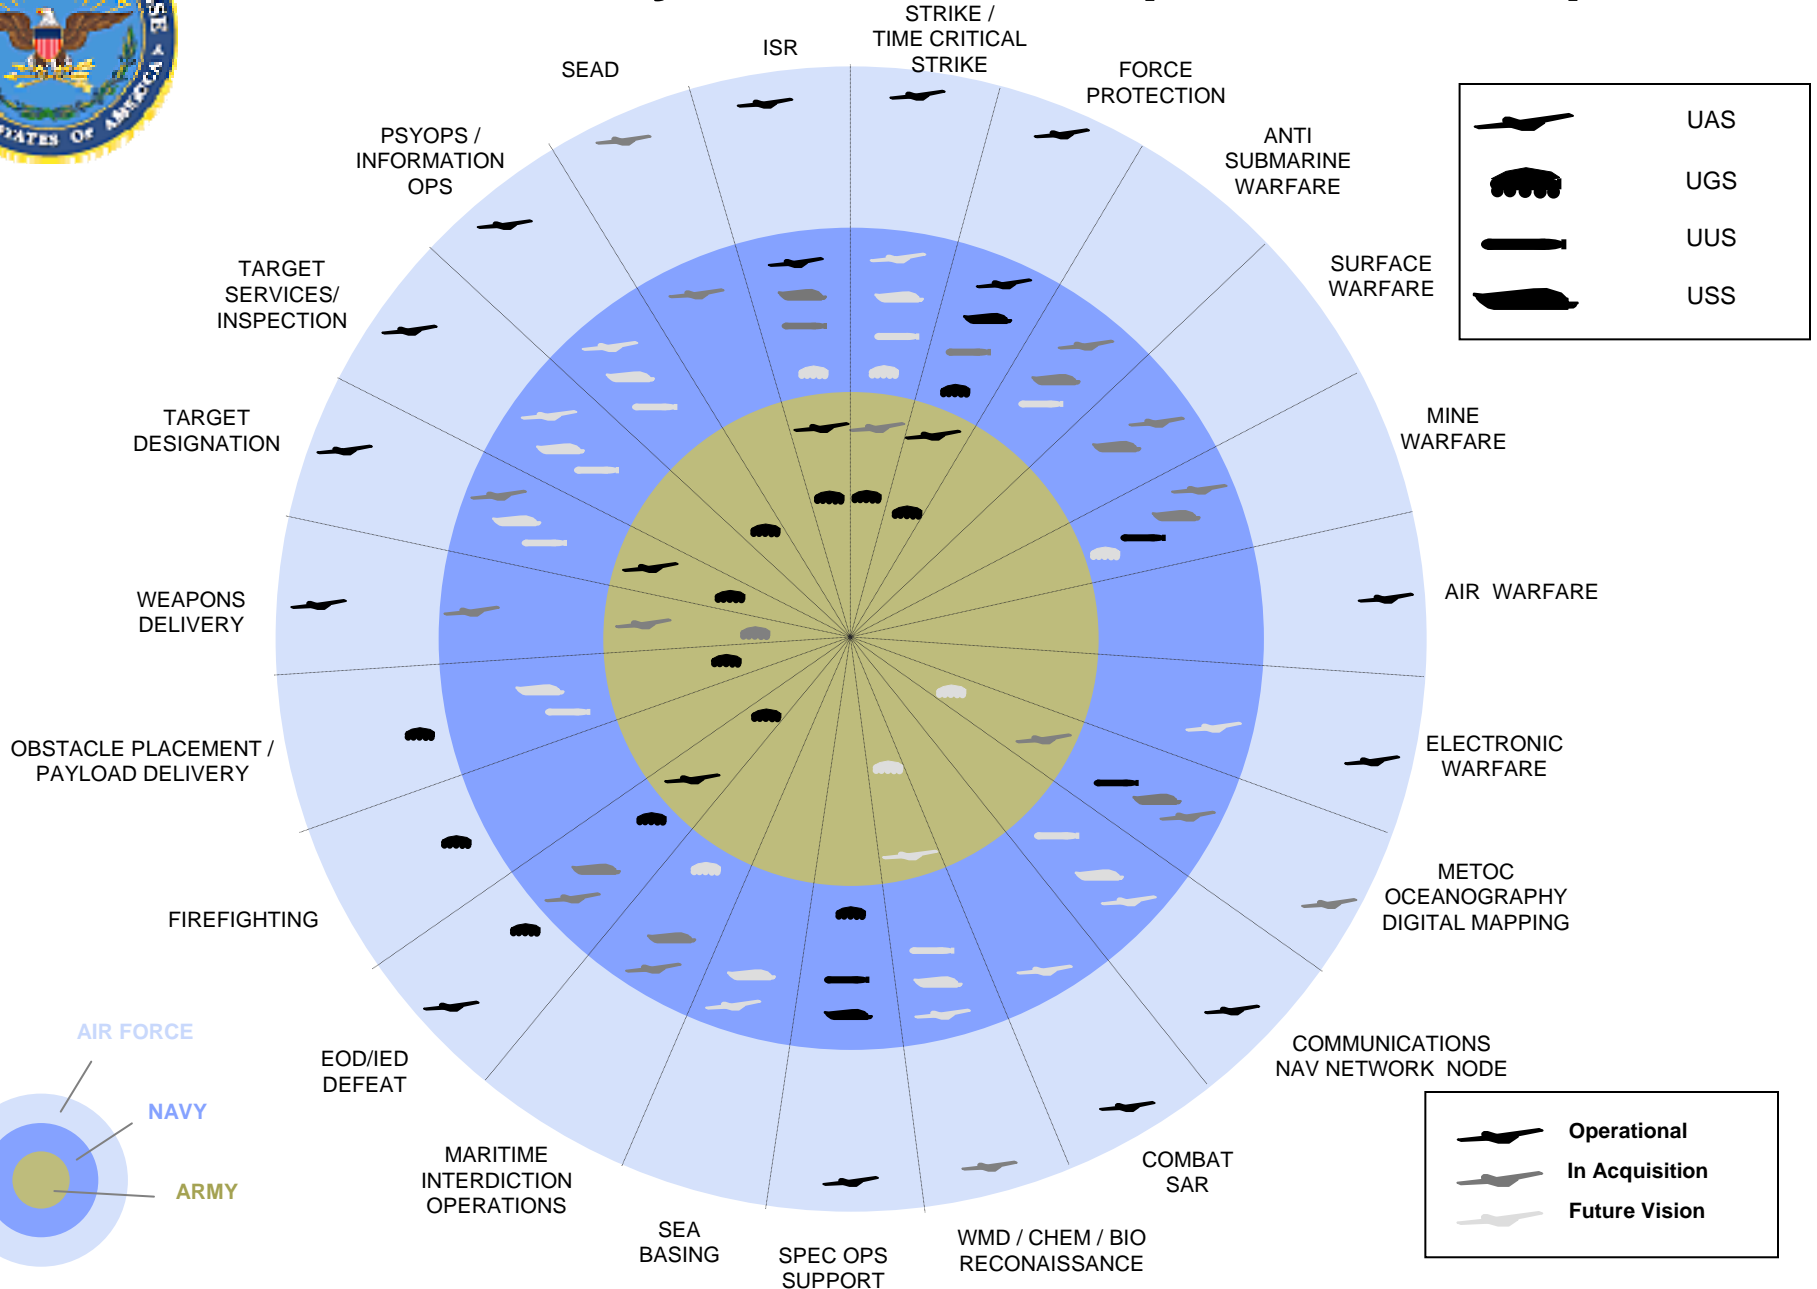 STRIKE /
TIME CRITICAL
STRIKE
ISR
SEAD
FORCE
PROTECTION
PSYOPS /
INFORMATION
OPS
ANTI
SUBMARINE
WARFARE
UAS
UGS
UUS
USS
TARGET
SERVICES/
INSPECTION
SURFACE
WARFARE
TARGET
DESIGNATION
MINE
WARFARE
WEAPONS
DELIVERY
AIR WARFARE
OBSTACLE PLACEMENT /
PAYLOAD DELIVERY
ELECTRONIC
WARFARE
FIREFIGHTING
METOC
OCEANOGRAPHY
DIGITAL MAPPING
EOD/IED
DEFEAT
COMMUNICATIONS
NAV NETWORK NODE
MARITIME
INTERDICTION
OPERATIONS
COMBAT
SAR
SEA
BASING
SPEC OPS
SUPPORT
WMD / CHEM / BIO
RECONAISSANCE
AIR FORCE
NAVY
ARMY
Operational
In Acquisition
Future Vision
OF AMERICA